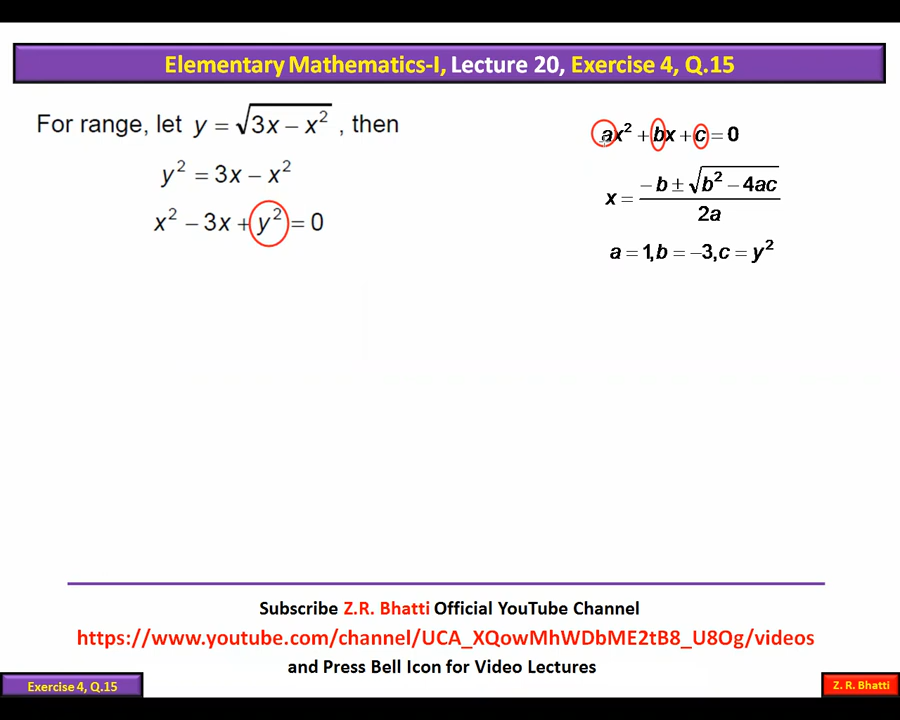 Elementary Mathematics-I, Lecture 20, Exercise 4, Q.15
For range, let y = √(3x – x²) , then
y² = 3x – x²
x² – 3x + y² = 0
ax² + bx + c = 0
x = (–b ± √(b² – 4ac)) / 2a
a = 1, b = –3, c = y²
Subscribe Z.R. Bhatti Official YouTube Channel
https://www.youtube.com/channel/UCA_XQowMhWDbME2tB8_U8Og/videos
and Press Bell Icon for Video Lectures
Exercise 4, Q.15
Z. R. Bhatti